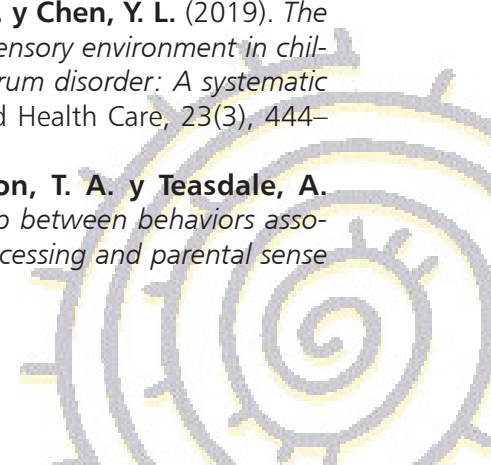 . y Chen, Y. L. (2019). The
ensory environment in chil-
rum disorder: A systematic
d Health Care, 23(3), 444–
on, T. A. y Teasdale, A.
p between behaviors asso-
cessing and parental sense